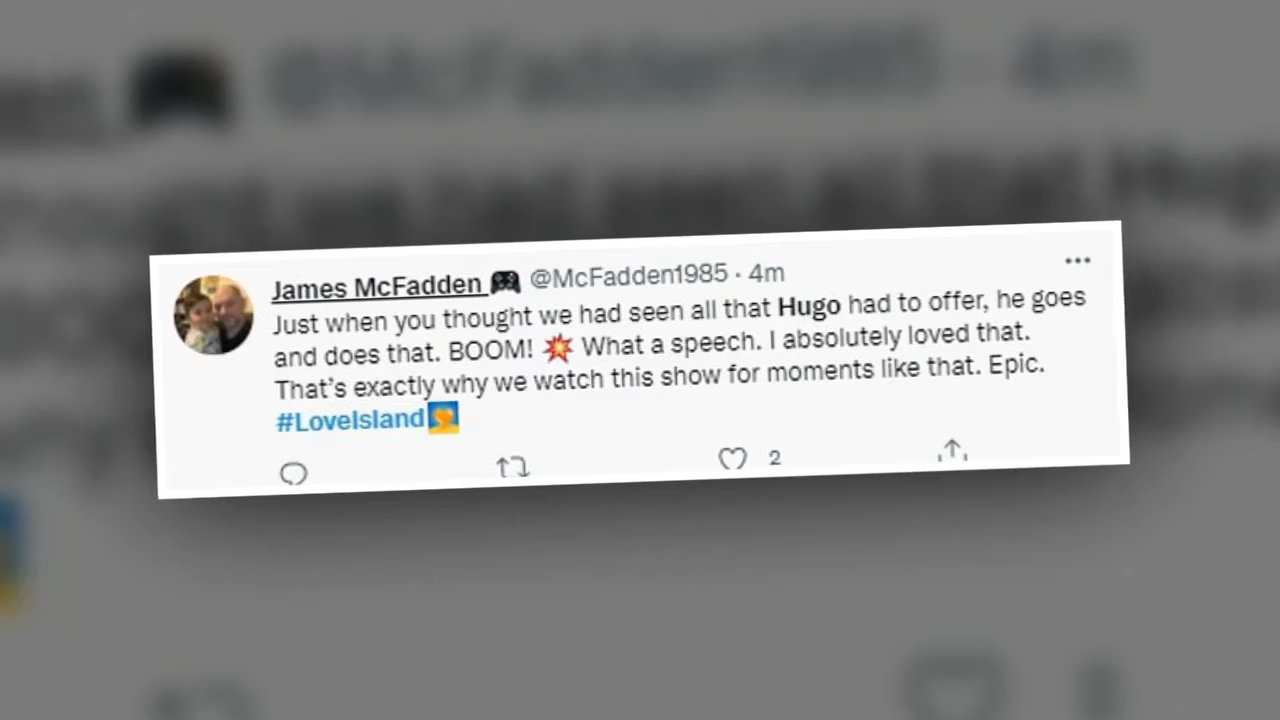 James McFadden 🎮 @McFadden1985 · 4m
Just when you thought we had seen all that Hugo had to offer, he goes
and does that. BOOM! 💥 What a speech. I absolutely loved that.
That's exactly why we watch this show for moments like that. Epic.
#LoveIsland
2